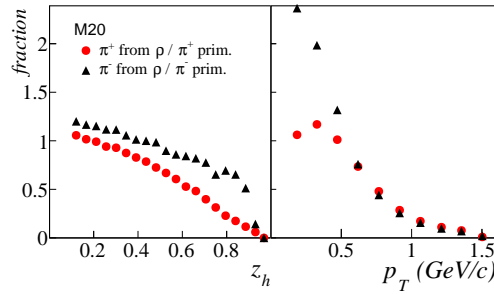 fraction
M20
π⁺ from ρ / π⁺ prim.
π⁻ from ρ / π⁻ prim.
2
1.5
1
0.5
0
0.2 0.4 0.6 0.8
0.5 1 1.5
z_h
p_T (GeV/c)